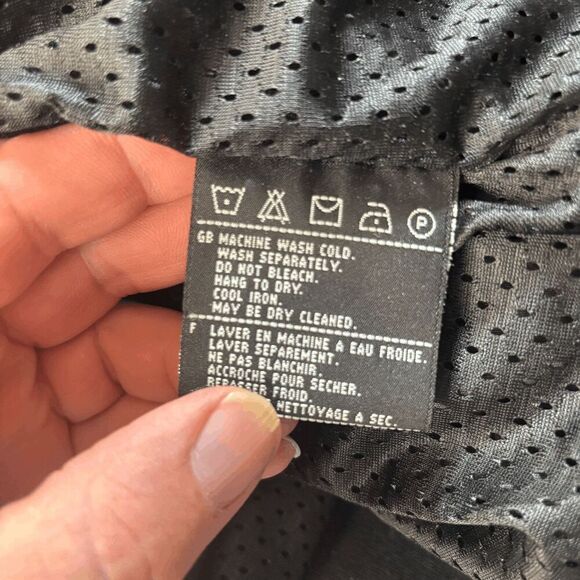 P
GB MACHINE WASH COLD.
WASH SEPARATELY.
DO NOT BLEACH.
HANG TO DRY.
COOL IRON.
MAY BE DRY CLEANED.
F LAVER EN MACHINE A EAU FROIDE.
LAVER SEPAREMENT.
NE PAS BLANCHIR.
ACCROCHE POUR SECHER.
REPASSER FROID.
NETTOYAGE A SEC.